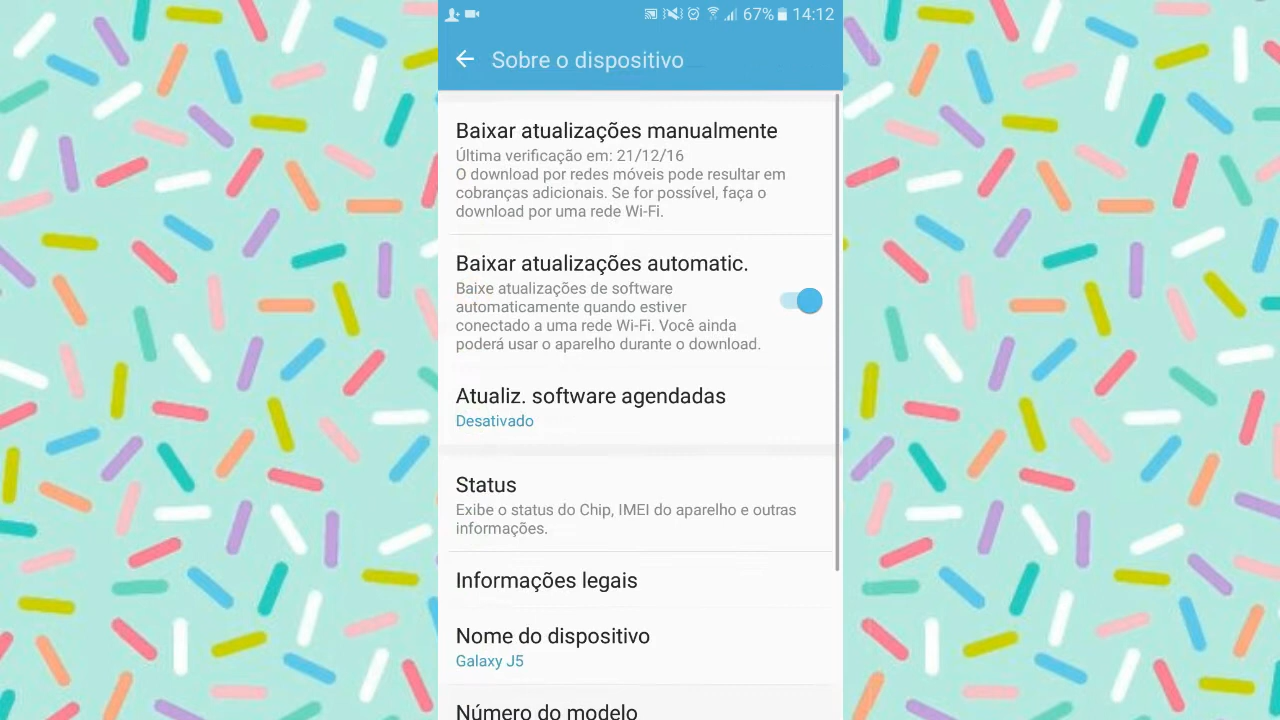 67% 14:12
Sobre o dispositivo
Baixar atualizações manualmente
Última verificação em: 21/12/16
O download por redes móveis pode resultar em
cobranças adicionais. Se for possível, faça o
download por uma rede Wi-Fi.
Baixar atualizações automatic.
Baixe atualizações de software
automaticamente quando estiver
conectado a uma rede Wi-Fi. Você ainda
poderá usar o aparelho durante o download.
Atualiz. software agendadas
Desativado
Status
Exibe o status do Chip, IMEI do aparelho e outras
informações.
Informações legais
Nome do dispositivo
Galaxy J5
Número do modelo